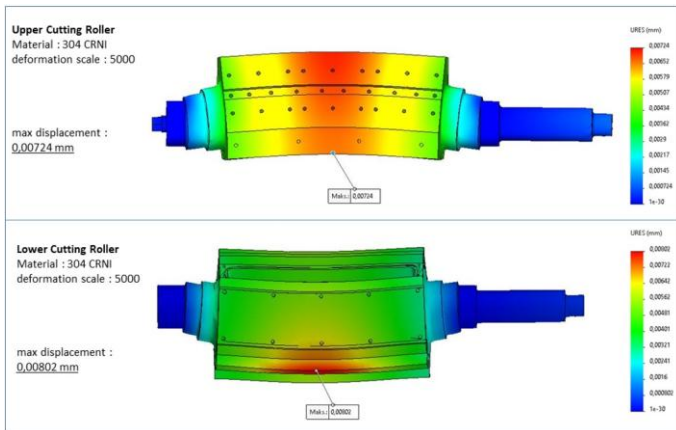 Upper Cutting Roller
Material : 304 CRNI
deformation scale : 5000
max displacement :
0,00724 mm
Maks.: 0,00724
URES (mm)
0,00724
0,00652
0,00579
0,00507
0,00434
0,00362
0,0029
0,00217
0,00145
0,000724
1e-30
Lower Cutting Roller
Material : 304 CRNI
deformation scale : 5000
max displacement :
0,00802 mm
Maks.: 0,00802
URES (mm)
0,00802
0,00722
0,00642
0,00562
0,00481
0,00401
0,00321
0,00241
0,0016
0,000802
1e-30